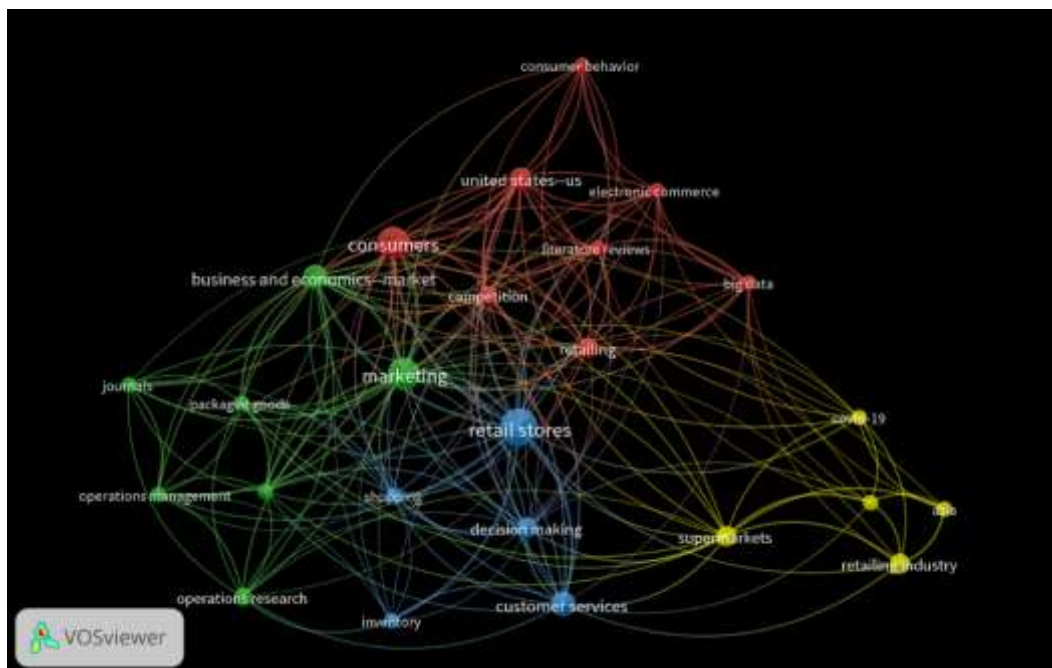 consumer behavior
united states--us
electronic commerce
consumers
literature reviews
business and economics--market
big data
competition
retailing
marketing
journals
packaged goods
covid-19
retail stores
operations management
shopping
asia
decision making
supermarkets
retailing industry
operations research
customer services
inventory
VOSviewer